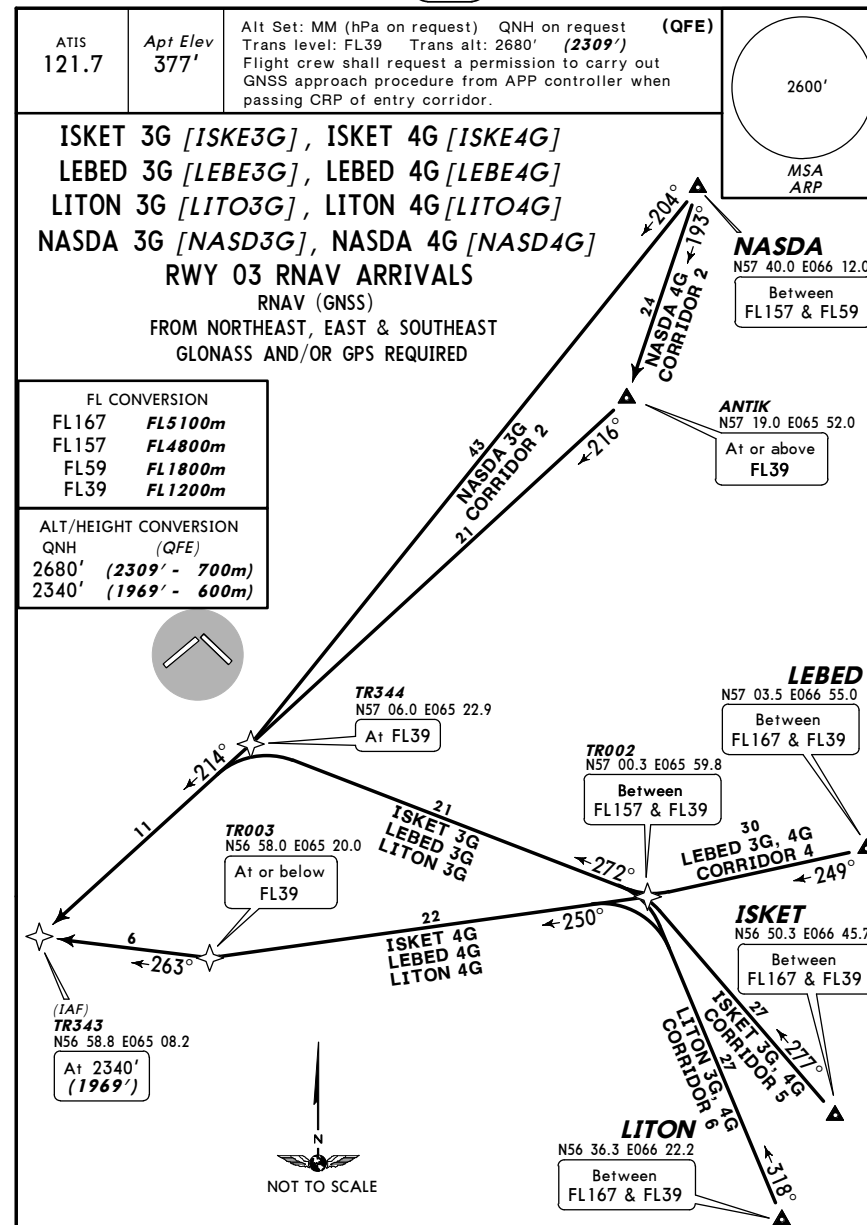 ATIS
121.7
Apt Elev
377'
Alt Set: MM (hPa on request) QNH on request (QFE)
Trans level: FL39 Trans alt: 2680' (2309')
Flight crew shall request a permission to carry out
GNSS approach procedure from APP controller when
passing CRP of entry corridor.
2600'
MSA
ARP
ISKET 3G [ISKE3G], ISKET 4G [ISKE4G]
LEBED 3G [LEBE3G], LEBED 4G [LEBE4G]
LITON 3G [LITO3G], LITON 4G [LITO4G]
NASDA 3G [NASD3G], NASDA 4G [NASD4G]
RWY 03 RNAV ARRIVALS
RNAV (GNSS)
FROM NORTHEAST, EAST & SOUTHEAST
GLONASS AND/OR GPS REQUIRED
204°
193°
NASDA
N57 40.0 E066 12.0
Between
FL157 & FL59
24
NASDA 4G
CORRIDOR 2
FL CONVERSION
FL167 FL5100m
FL157 FL4800m
FL59 FL1800m
FL39 FL1200m
ALT/HEIGHT CONVERSION
QNH (QFE)
2680' (2309' - 700m)
2340' (1969' - 600m)
ANTIK
N57 19.0 E065 52.0
At or above
FL39
216°
43
NASDA 3G
CORRIDOR 2
21
TR344
N57 06.0 E065 22.9
At FL39
LEBED
N57 03.5 E066 55.0
Between
FL167 & FL39
TR002
N57 00.3 E065 59.8
Between
FL157 & FL39
214°
11
21
ISKET 3G
LEBED 3G
LITON 3G
272°
30
LEBED 3G, 4G
CORRIDOR 4
249°
TR003
N56 58.0 E065 20.0
At or below
FL39
22
ISKET 4G
LEBED 4G
LITON 4G
250°
6
263°
ISKET
N56 50.3 E066 45.7
Between
FL167 & FL39
27
ISKET 3G, 4G
CORRIDOR 5
277°
(IAF)
TR343
N56 58.8 E065 08.2
At 2340'
(1969')
27
LITON 3G, 4G
CORRIDOR 6
318°
LITON
N56 36.3 E066 22.2
Between
FL167 & FL39
N
NOT TO SCALE